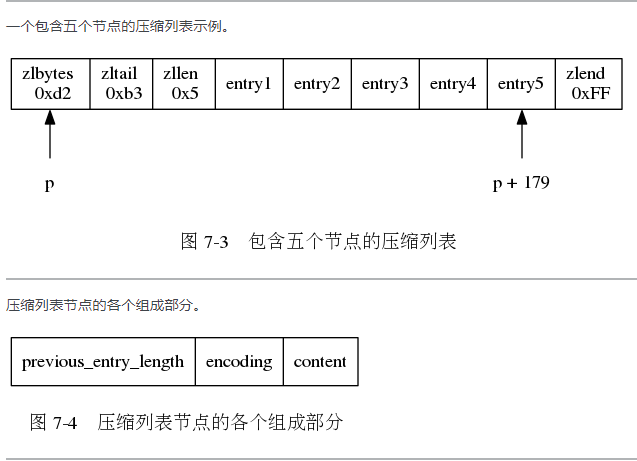 一个包含五个节点的压缩列表示例。
zlbytes zltail zllen entry1 entry2 entry3 entry4 entry5 zlend
0xd2 0xb3 0x5 0xFF
p p + 179
图 7-3 包含五个节点的压缩列表
压缩列表节点的各个组成部分。
previous_entry_length encoding content
图 7-4 压缩列表节点的各个组成部分